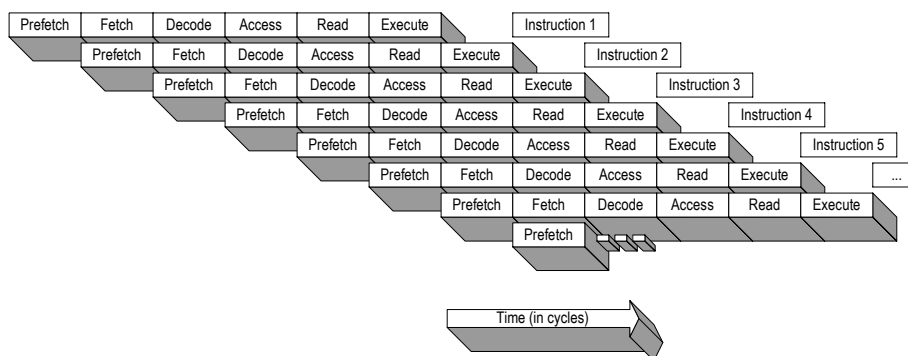 Prefetch Fetch Decode Access Read Execute Instruction 1
Prefetch Fetch Decode Access Read Execute Instruction 2
Prefetch Fetch Decode Access Read Execute Instruction 3
Prefetch Fetch Decode Access Read Execute Instruction 4
Prefetch Fetch Decode Access Read Execute Instruction 5
Prefetch Fetch Decode Access Read Execute ...
Prefetch Fetch Decode Access Read Execute
Prefetch
Time (in cycles)